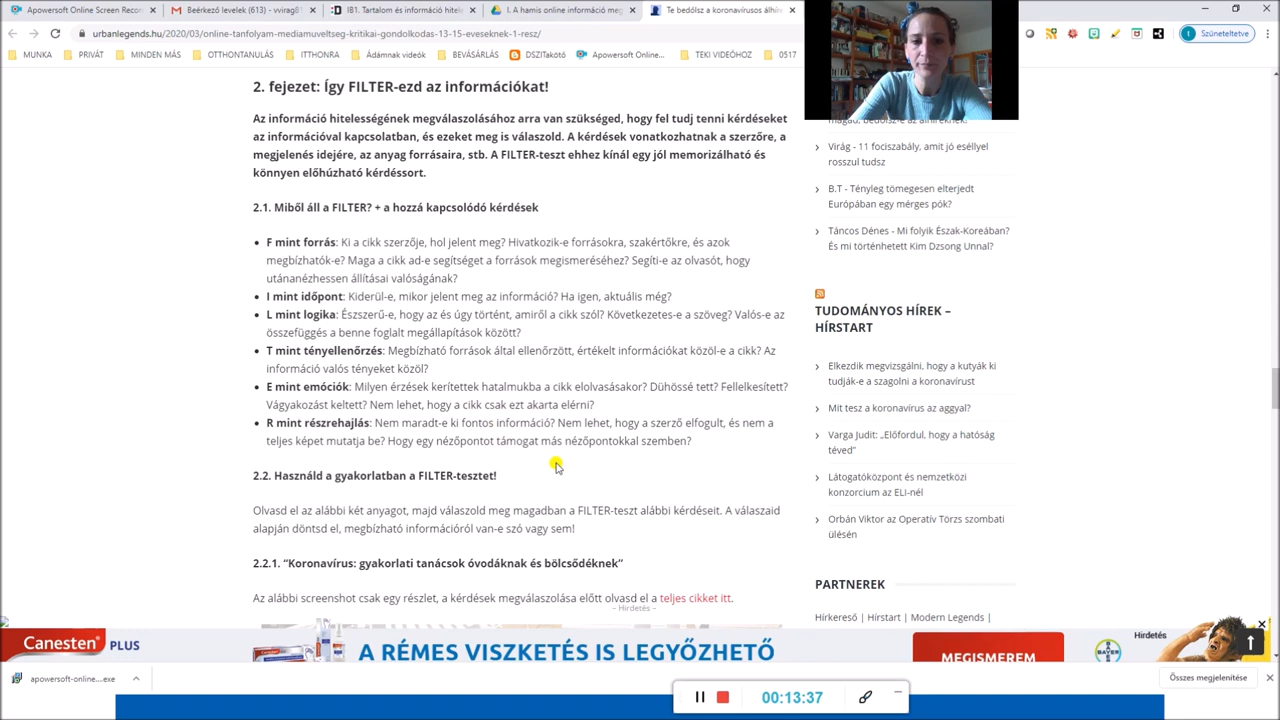 Apowersoft Online Screen Recor
Beérkező levelek (613) - vvirag8
IB1. Tartalom és információ hitele
I. A hamis online információ meg
Te bedőlsz a koronavírusos álhíre
urbanlegends.hu/2020/03/online-tanfolyam-mediamuveltseg-kritikai-gondolkodas-13-15-eveseknek-1-resz/
Szüneteltetve
MUNKA
PRIVÁT
MINDEN MÁS
OTTHONTANULÁS
ITTHONRA
Ádámnak videók
BEVÁSÁRLÁS
DSZITakótó
Apowersoft Online...
TEKI VIDEÓHOZ
0517
2. fejezet: Így FILTER-ezd az információkat!
Az információ hitelességének megválaszolásához arra van szükséged, hogy fel tudj tenni kérdéseket
az információval kapcsolatban, és ezeket meg is válaszold. A kérdések vonatkozhatnak a szerzőre, a
megjelenés idejére, az anyag forrásaira, stb. A FILTER-teszt ehhez kínál egy jól memorizálható és
könnyen előhúzható kérdéssort.
2.1. Miből áll a FILTER? + a hozzá kapcsolódó kérdések
F mint forrás: Ki a cikk szerzője, hol jelent meg? Hivatkozik-e forrásokra, szakértőkre, és azok
megbízhatók-e? Maga a cikk ad-e segítséget a források megismeréséhez? Segíti-e az olvasót, hogy
utánanézhessen állításai valóságának?
I mint időpont: Kiderül-e, mikor jelent meg az információ? Ha igen, aktuális még?
L mint logika: Észszerű-e, hogy az és úgy történt, amiről a cikk szól? Következetes-e a szöveg? Valós-e az
összefüggés a benne foglalt megállapítások között?
T mint tényellenőrzés: Megbízható források által ellenőrzött, értékelt információkat közöl-e a cikk? Az
információ valós tényeket közöl?
E mint emóciók: Milyen érzések kerítettek hatalmukba a cikk elolvasásakor? Dühössé tett? Fellelkesített?
Vágyakozást keltett? Nem lehet, hogy a cikk csak ezt akarta elérni?
R mint részrehajlás: Nem maradt-e ki fontos információ? Nem lehet, hogy a szerző elfogult, és nem a
teljes képet mutatja be? Hogy egy nézőpontot támogat más nézőpontokkal szemben?
2.2. Használd a gyakorlatban a FILTER-tesztet!
Olvasd el az alábbi két anyagot, majd válaszold meg magadban a FILTER-teszt alábbi kérdéseit. A válaszaid
alapján döntsd el, megbízható információról van-e szó vagy sem!
2.2.1. “Koronavírus: gyakorlati tanácsok óvodáknak és bölcsődéknek”
Az alábbi screenshot csak egy részlet, a kérdések megválaszolása előtt olvasd el a teljes cikket itt.
– Hirdetés –
magad, bedőlsz-e az álhíreknek!
Virág - 11 fociszabály, amit jó eséllyel
rosszul tudsz
B.T - Tényleg tömegesen elterjedt
Európában egy mérges pók?
Táncos Dénes - Mi folyik Észak-Koreában?
És mi történhetett Kim Dzsong Unnal?
TUDOMÁNYOS HÍREK –
HÍRSTART
Elkezdik megvizsgálni, hogy a kutyák ki
tudják-e a szagolni a koronavírust
Mit tesz a koronavírus az aggyal?
Varga Judit: „Előfordul, hogy a hatóság
téved”
Látogatóközpont és nemzetközi
konzorcium az ELI-nél
Orbán Viktor az Operatív Törzs szombati
ülésén
PARTNEREK
Hírkereső | Hírstart | Modern Legends |
Canesten PLUS
A RÉMES VISZKETÉS IS LEGYŐZHETŐ
MEGISMEREM
BAYER
Hirdetés
apowersoft-onlin....exe
Összes megjelenítése
00:13:37